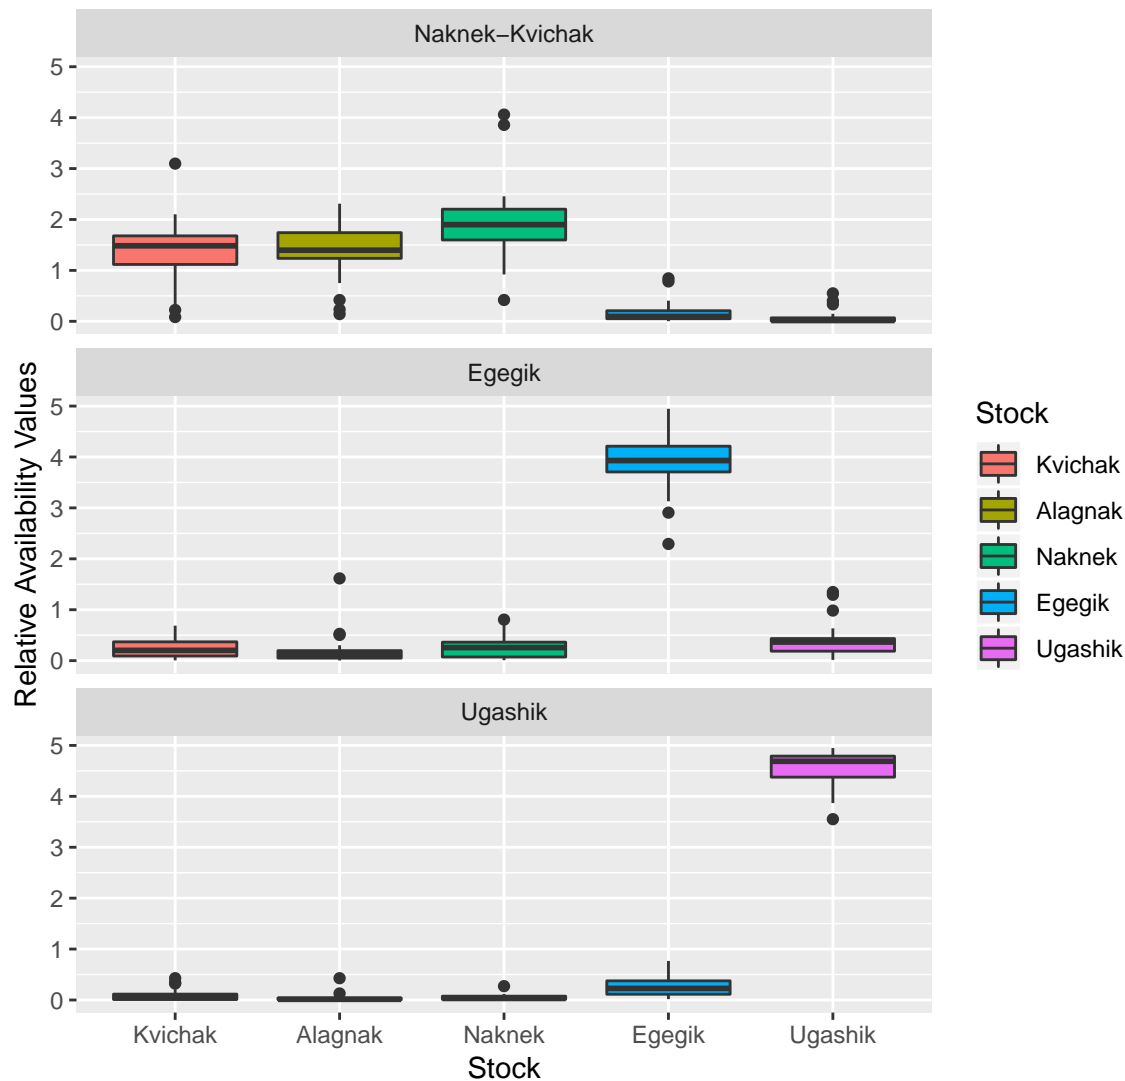 Naknek−Kvichak
5
4
3
2
1
0
Egegik
5
4
3
2
1
0
Ugashik
5
4
3
2
1
0
Relative Availability Values
Kvichak Alagnak Naknek Egegik Ugashik
Stock
Stock
Kvichak
Alagnak
Naknek
Egegik
Ugashik